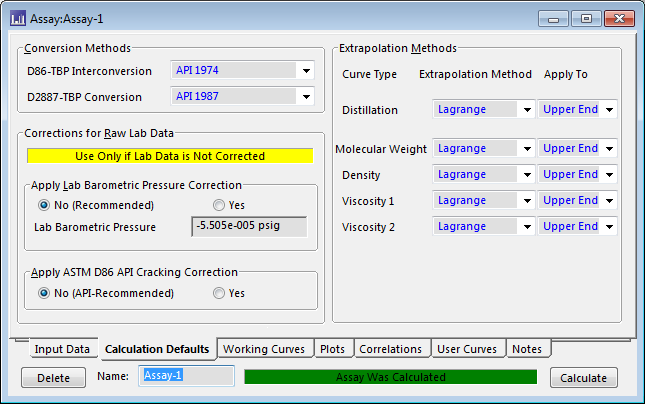 Assay:Assay-1
Conversion Methods
D86-TBP Interconversion API 1974
D2887-TBP Conversion API 1987
Corrections for Raw Lab Data
Use Only if Lab Data is Not Corrected
Apply Lab Barometric Pressure Correction
No (Recommended) Yes
Lab Barometric Pressure -5.505e-005 psig
Apply ASTM D86 API Cracking Correction
No (API-Recommended) Yes
Extrapolation Methods
Curve Type Extrapolation Method Apply To
Distillation Lagrange Upper End
Molecular Weight Lagrange Upper End
Density Lagrange Upper End
Viscosity 1 Lagrange Upper End
Viscosity 2 Lagrange Upper End
Input Data Calculation Defaults Working Curves Plots Correlations User Curves Notes
Delete Name: Assay-1 Assay Was Calculated Calculate